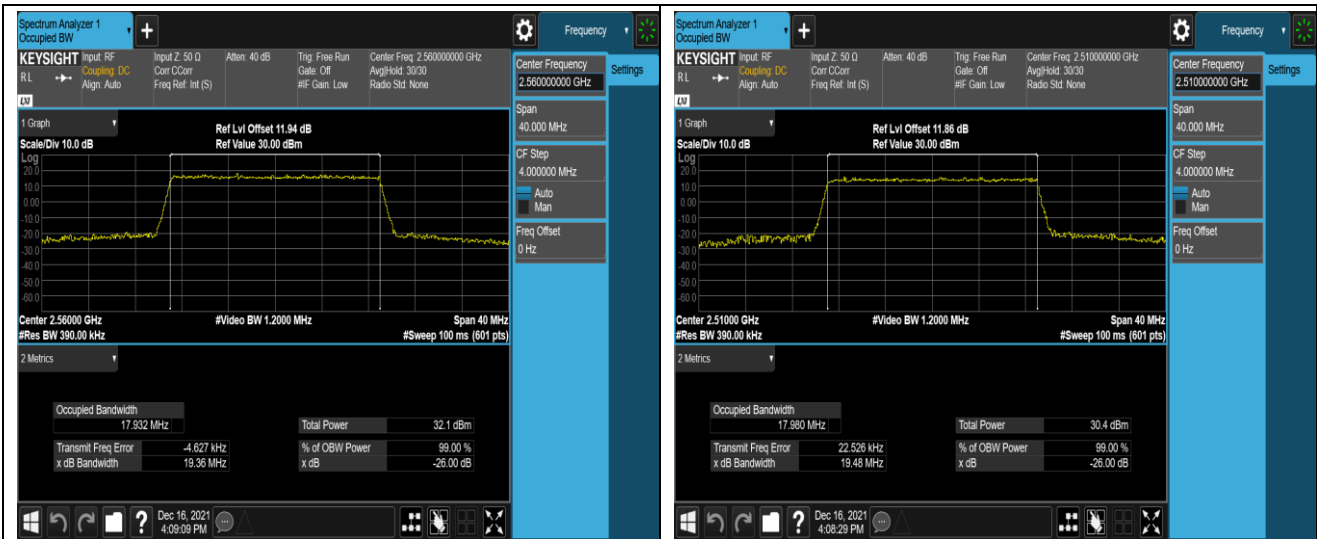 Spectrum Analyzer 1
Occupied BW
+
Frequency
KEYSIGHT Input: RF Input Z: 50 Ω Atten: 40 dB Trig: Free Run Center Freq: 2.560000000 GHz
RL Coupling: DC Corr CCorr Gate: Off Avg|Hold: 30/30
Align: Auto Freq Ref: Int (S) #IF Gain: Low Radio Std: None
LXI
Center Frequency
2.560000000 GHz
Settings
Span
40.000 MHz
CF Step
4.000000 MHz
Auto
Man
Freq Offset
0 Hz
1 Graph
Ref Lvl Offset 11.94 dB
Scale/Div 10.0 dB Ref Value 30.00 dBm
Log
20.0
10.0
0.00
-10.0
-20.0
-30.0
-40.0
-50.0
-60.0
Center 2.56000 GHz #Video BW 1.2000 MHz Span 40 MHz
#Res BW 390.00 kHz #Sweep 100 ms (601 pts)
2 Metrics
Occupied Bandwidth
17.932 MHz Total Power 32.1 dBm
Transmit Freq Error -4.627 kHz % of OBW Power 99.00 %
x dB Bandwidth 19.36 MHz x dB -26.00 dB
?
Dec 16, 2021
4:09:09 PM
Spectrum Analyzer 1
Occupied BW
+
Frequency
KEYSIGHT Input: RF Input Z: 50 Ω Atten: 40 dB Trig: Free Run Center Freq: 2.510000000 GHz
RL Coupling: DC Corr CCorr Gate: Off Avg|Hold: 30/30
Align: Auto Freq Ref: Int (S) #IF Gain: Low Radio Std: None
LXI
Center Frequency
2.510000000 GHz
Settings
Span
40.000 MHz
CF Step
4.000000 MHz
Auto
Man
Freq Offset
0 Hz
1 Graph
Ref Lvl Offset 11.86 dB
Scale/Div 10.0 dB Ref Value 30.00 dBm
Log
20.0
10.0
0.00
-10.0
-20.0
-30.0
-40.0
-50.0
-60.0
Center 2.51000 GHz #Video BW 1.2000 MHz Span 40 MHz
#Res BW 390.00 kHz #Sweep 100 ms (601 pts)
2 Metrics
Occupied Bandwidth
17.980 MHz Total Power 30.4 dBm
Transmit Freq Error 22.526 kHz % of OBW Power 99.00 %
x dB Bandwidth 19.48 MHz x dB -26.00 dB
?
Dec 16, 2021
4:08:29 PM